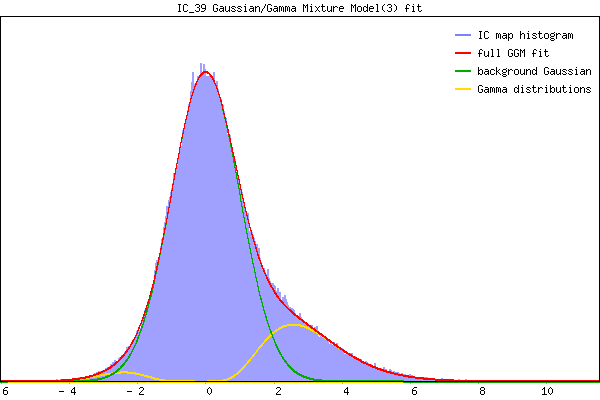 IC_39 Gaussian/Gamma Mixture Model(3) fit
IC map histogram
full GGM fit
background Gaussian
Gamma distributions
6 -4 -2 0 2 4 6 8 10